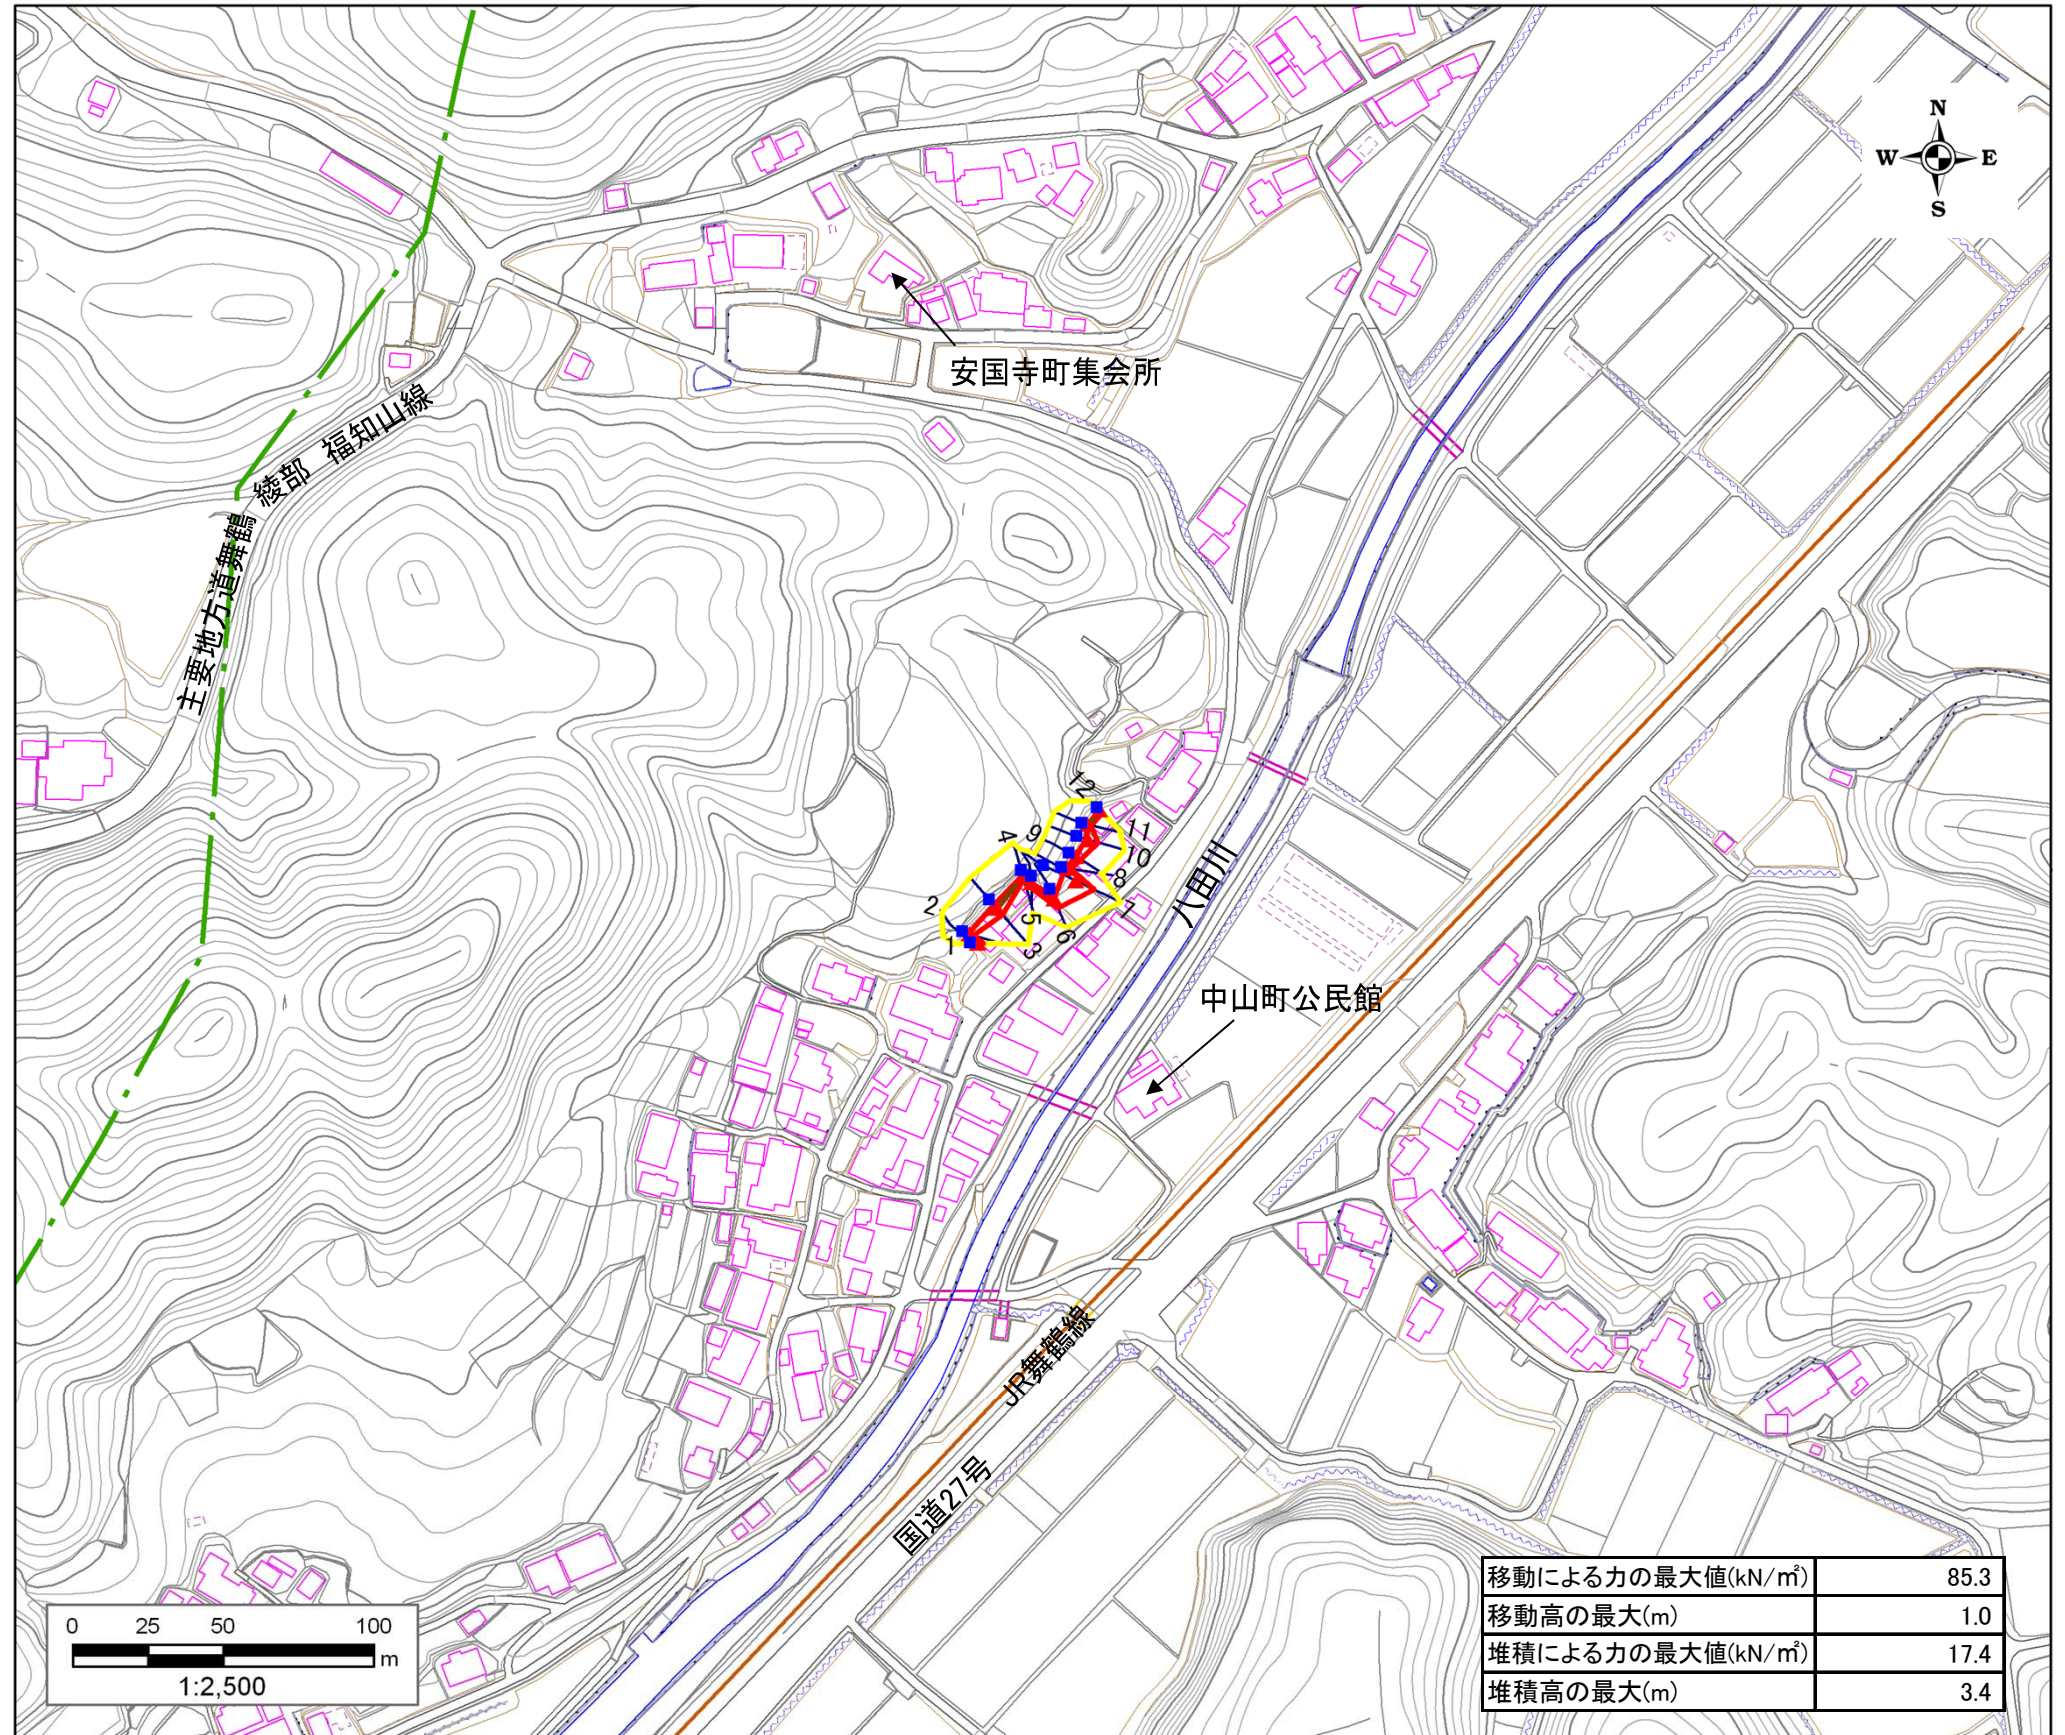 N
W E
S
安国寺町集会所
主要地方道舞鶴 綾部 福知山線
12
11
10
9
8
7
6
5
4
3
2
1
八田川
中山町公民館
JR舞鶴線
国道27号
移動による力の最大値(kN/㎡) 85.3
移動高の最大(m) 1.0
堆積による力の最大値(kN/㎡) 17.4
堆積高の最大(m) 3.4
0 25 50 100
m
1:2,500